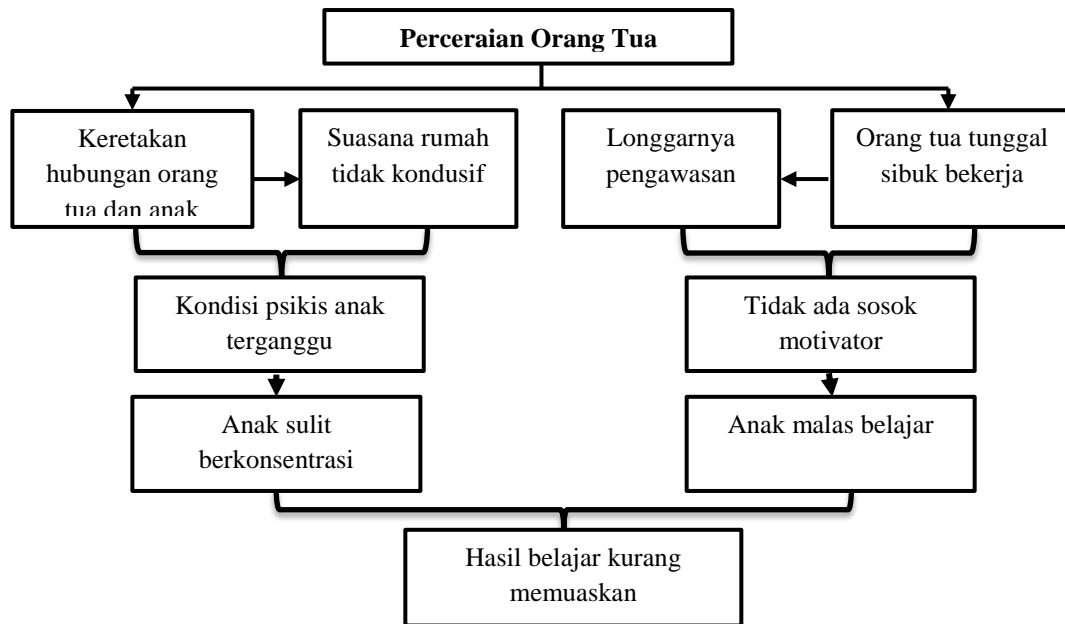 Perceraian Orang Tua
Keretakan
hubungan orang
tua dan anak
Suasana rumah
tidak kondusif
Longgarnya
pengawasan
Orang tua tunggal
sibuk bekerja
Kondisi psikis anak
terganggu
Tidak ada sosok
motivator
Anak sulit
berkonsentrasi
Anak malas belajar
Hasil belajar kurang
memuaskan